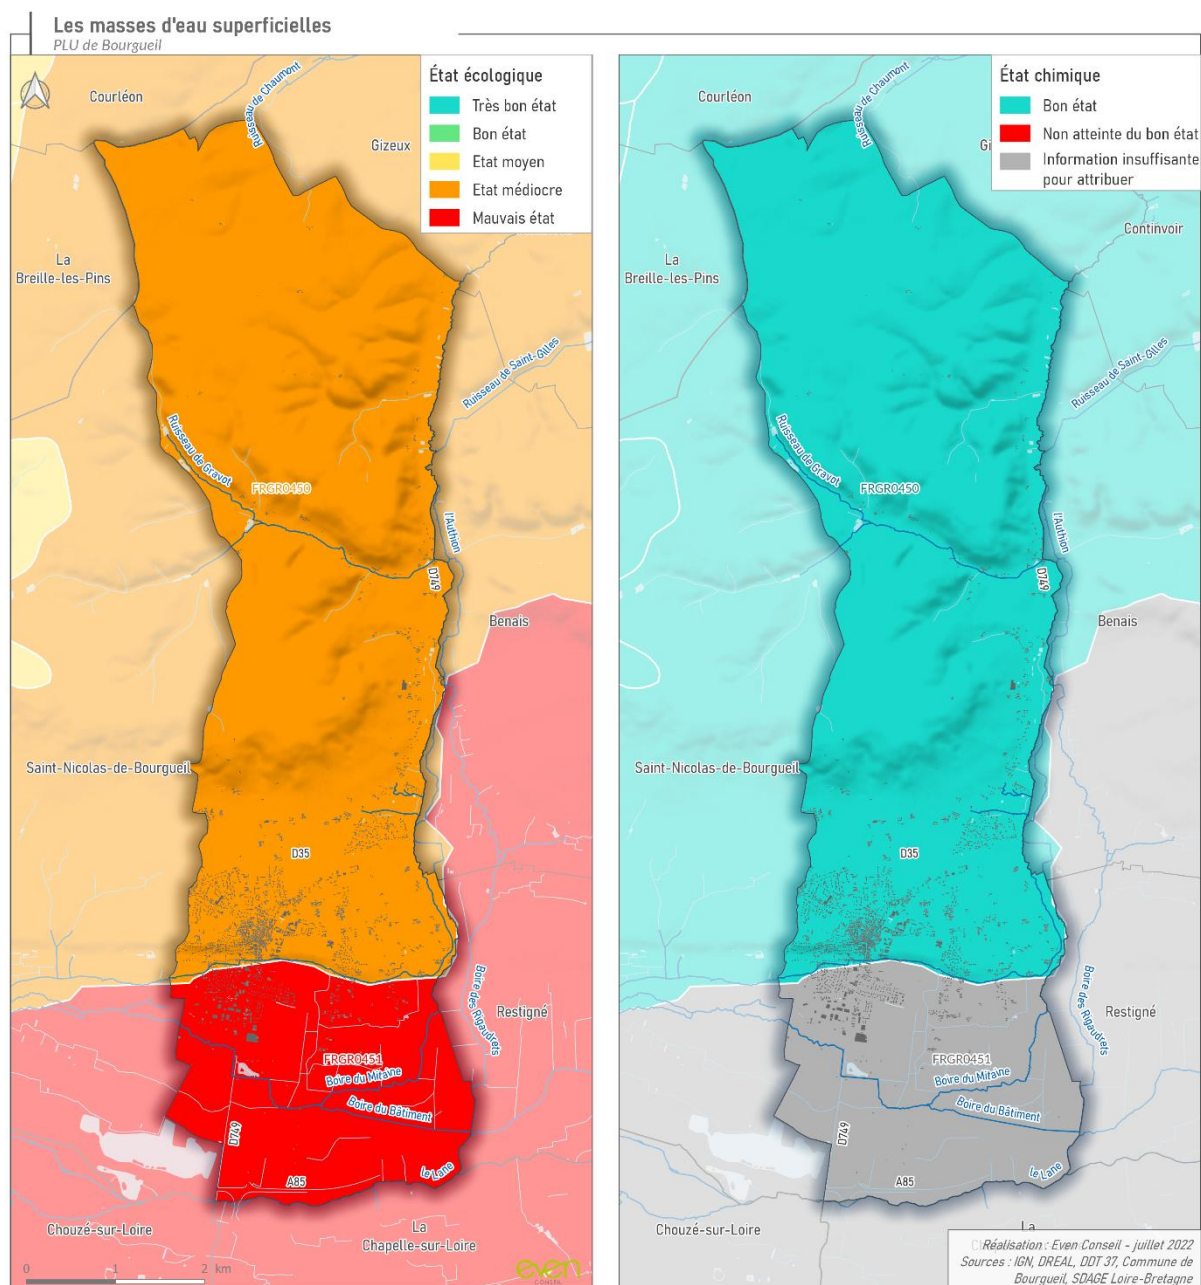 Les masses d'eau superficielles
PLU de Bourgueil
État écologique
Très bon état
Bon état
Etat moyen
Etat médiocre
Mauvais état
Courléon
Ruisseau de Chaumont
Gizeux
La
Breille-les-Pins
Ruisseau de Saint-Gilles
Ruisseau de Gravot
FRGR0450
l'Authion
D749
Benais
Saint-Nicolas-de-Bourgueil
D35
Boire des Rigaudrets
Restigné
FRGR0451
Boire du Mitaine
Boire du Bâtiment
D749
le Lane
A85
Chouzé-sur-Loire
La
Chapelle-sur-Loire
0 1 2 km
even
CONSEIL
État chimique
Bon état
Non atteinte du bon état
Information insuffisante
pour attribuer
Courléon
Ruisseau de Chaumont
Gi
Continvoir
La
Breille-les-Pins
Ruisseau de Saint-Gilles
Ruisseau de Gravot
FRGR0450
l'Authion
D749
Benais
Saint-Nicolas-de-Bourgueil
D35
Boire des Rigaudrets
Restigné
FRGR0451
Boire du Mitaine
Boire du Bâtiment
D749
le Lane
A85
Chouzé-sur-Loire
La
Réalisation : Even Conseil - juillet 2022
Sources : IGN, DREAL, DDT 37, Commune de
Bourgueil, SDAGE Loire-Bretagne